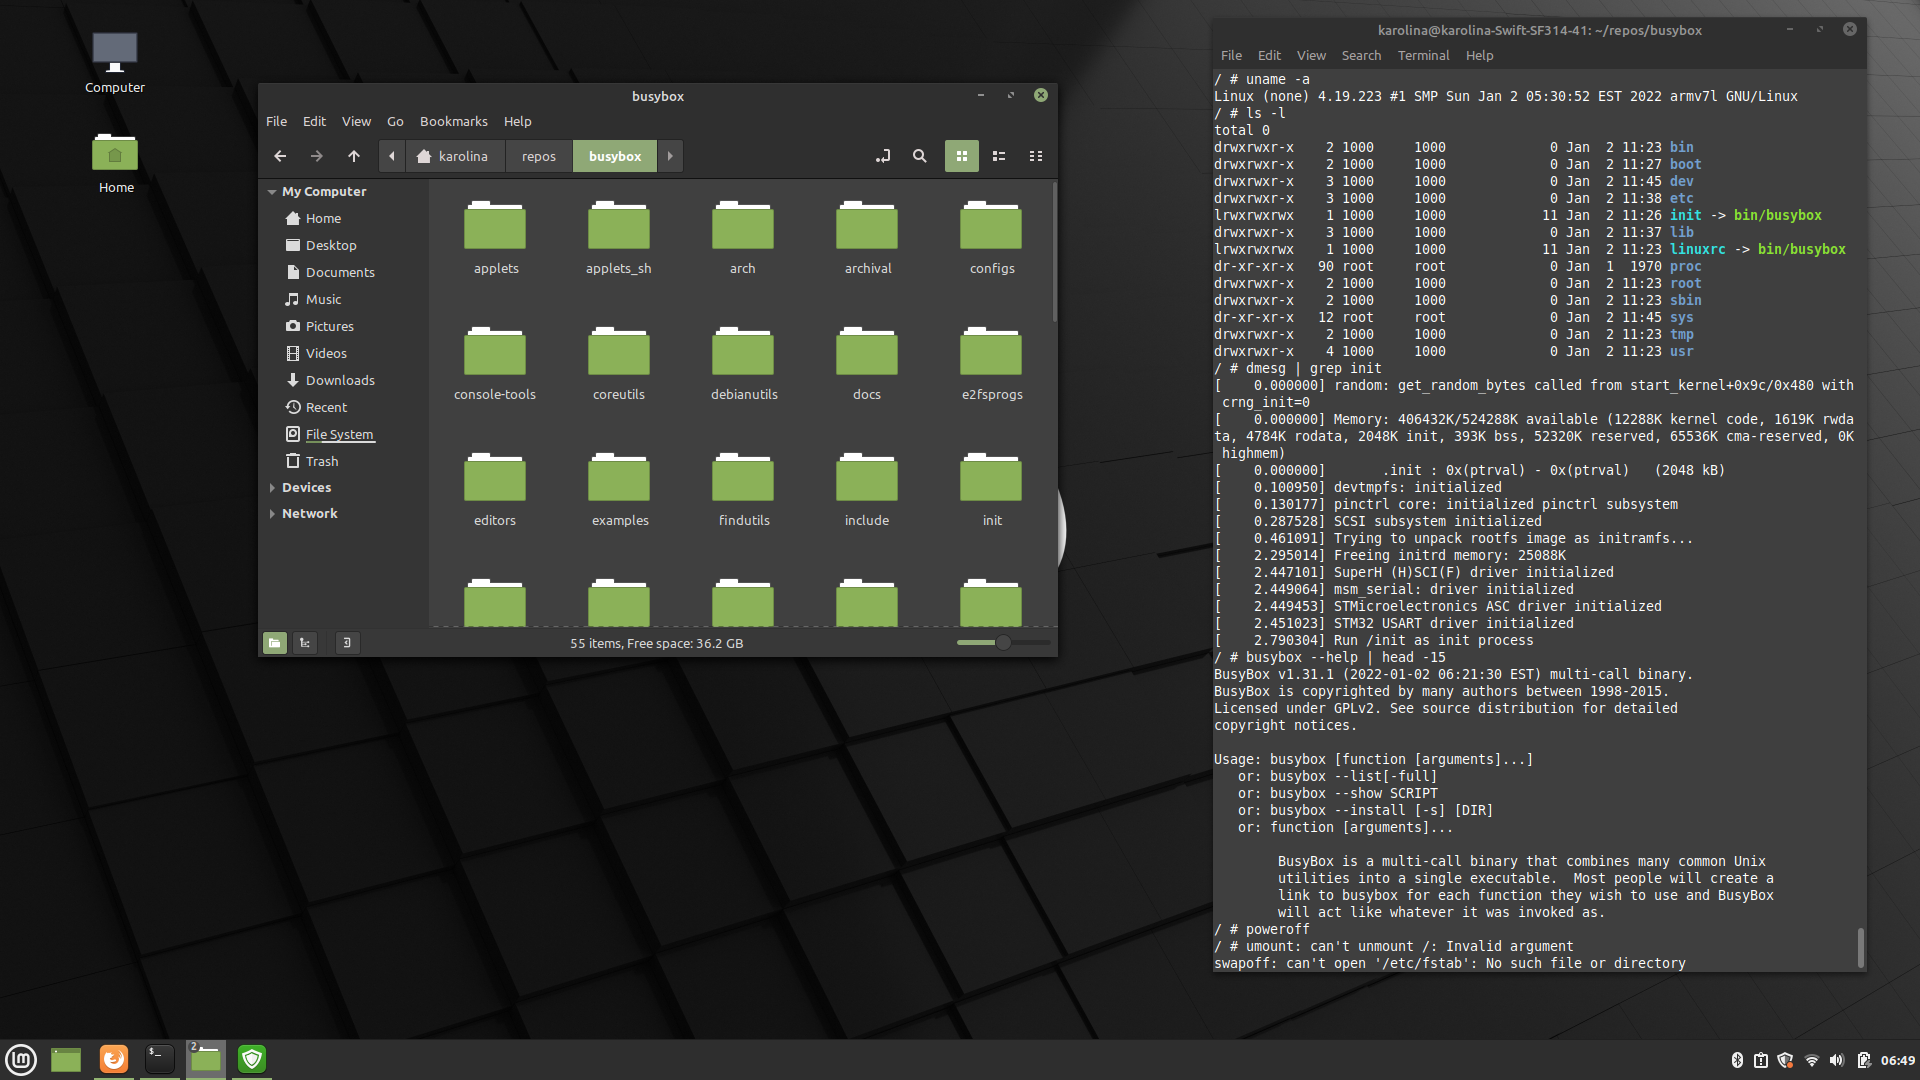 Computer
Home
busybox
File Edit View Go Bookmarks Help
karolina repos busybox
My Computer
Home
Desktop
Documents
Music
Pictures
Videos
Downloads
Recent
File System
Trash
Devices
Network
applets applets_sh arch archival configs
console-tools coreutils debianutils docs e2fsprogs
editors examples findutils include init
55 items, Free space: 36.2 GB
karolina@karolina-Swift-SF314-41: ~/repos/busybox
File Edit View Search Terminal Help
/ # uname -a
Linux (none) 4.19.223 #1 SMP Sun Jan 2 05:30:52 EST 2022 armv7l GNU/Linux
/ # ls -l
total 0
drwxrwxr-x    2 1000     1000             0 Jan  2 11:23 bin
drwxrwxr-x    2 1000     1000             0 Jan  2 11:27 boot
drwxrwxr-x    3 1000     1000             0 Jan  2 11:45 dev
drwxrwxr-x    3 1000     1000             0 Jan  2 11:38 etc
lrwxrwxrwx    1 1000     1000            11 Jan  2 11:26 init -> bin/busybox
drwxrwxr-x    3 1000     1000             0 Jan  2 11:37 lib
lrwxrwxrwx    1 1000     1000            11 Jan  2 11:23 linuxrc -> bin/busybox
dr-xr-xr-x   90 root     root             0 Jan  1  1970 proc
drwxrwxr-x    2 1000     1000             0 Jan  2 11:23 root
drwxrwxr-x    2 1000     1000             0 Jan  2 11:23 sbin
dr-xr-xr-x   12 root     root             0 Jan  2 11:45 sys
drwxrwxr-x    2 1000     1000             0 Jan  2 11:23 tmp
drwxrwxr-x    4 1000     1000             0 Jan  2 11:23 usr
/ # dmesg | grep init
[    0.000000] random: get_random_bytes called from start_kernel+0x9c/0x480 with
 crng_init=0
[    0.000000] Memory: 406432K/524288K available (12288K kernel code, 1619K rwda
ta, 4784K rodata, 2048K init, 393K bss, 52320K reserved, 65536K cma-reserved, 0K
 highmem)
[    0.000000]       .init : 0x(ptrval) - 0x(ptrval)   (2048 kB)
[    0.100950] devtmpfs: initialized
[    0.130177] pinctrl core: initialized pinctrl subsystem
[    0.287528] SCSI subsystem initialized
[    0.461091] Trying to unpack rootfs image as initramfs...
[    2.295014] Freeing initrd memory: 25088K
[    2.447101] SuperH (H)SCI(F) driver initialized
[    2.449064] msm_serial: driver initialized
[    2.449453] STMicroelectronics ASC driver initialized
[    2.451023] STM32 USART driver initialized
[    2.790304] Run /init as init process
/ # busybox --help | head -15
BusyBox v1.31.1 (2022-01-02 06:21:30 EST) multi-call binary.
BusyBox is copyrighted by many authors between 1998-2015.
Licensed under GPLv2. See source distribution for detailed
copyright notices.
Usage: busybox [function [arguments]...]
   or: busybox --list[-full]
   or: busybox --show SCRIPT
   or: busybox --install [-s] [DIR]
   or: function [arguments]...
BusyBox is a multi-call binary that combines many common Unix
utilities into a single executable.  Most people will create a
link to busybox for each function they wish to use and BusyBox
will act like whatever it was invoked as.
/ # poweroff
/ # umount: can't unmount /: Invalid argument
swapoff: can't open '/etc/fstab': No such file or directory
2
06:49